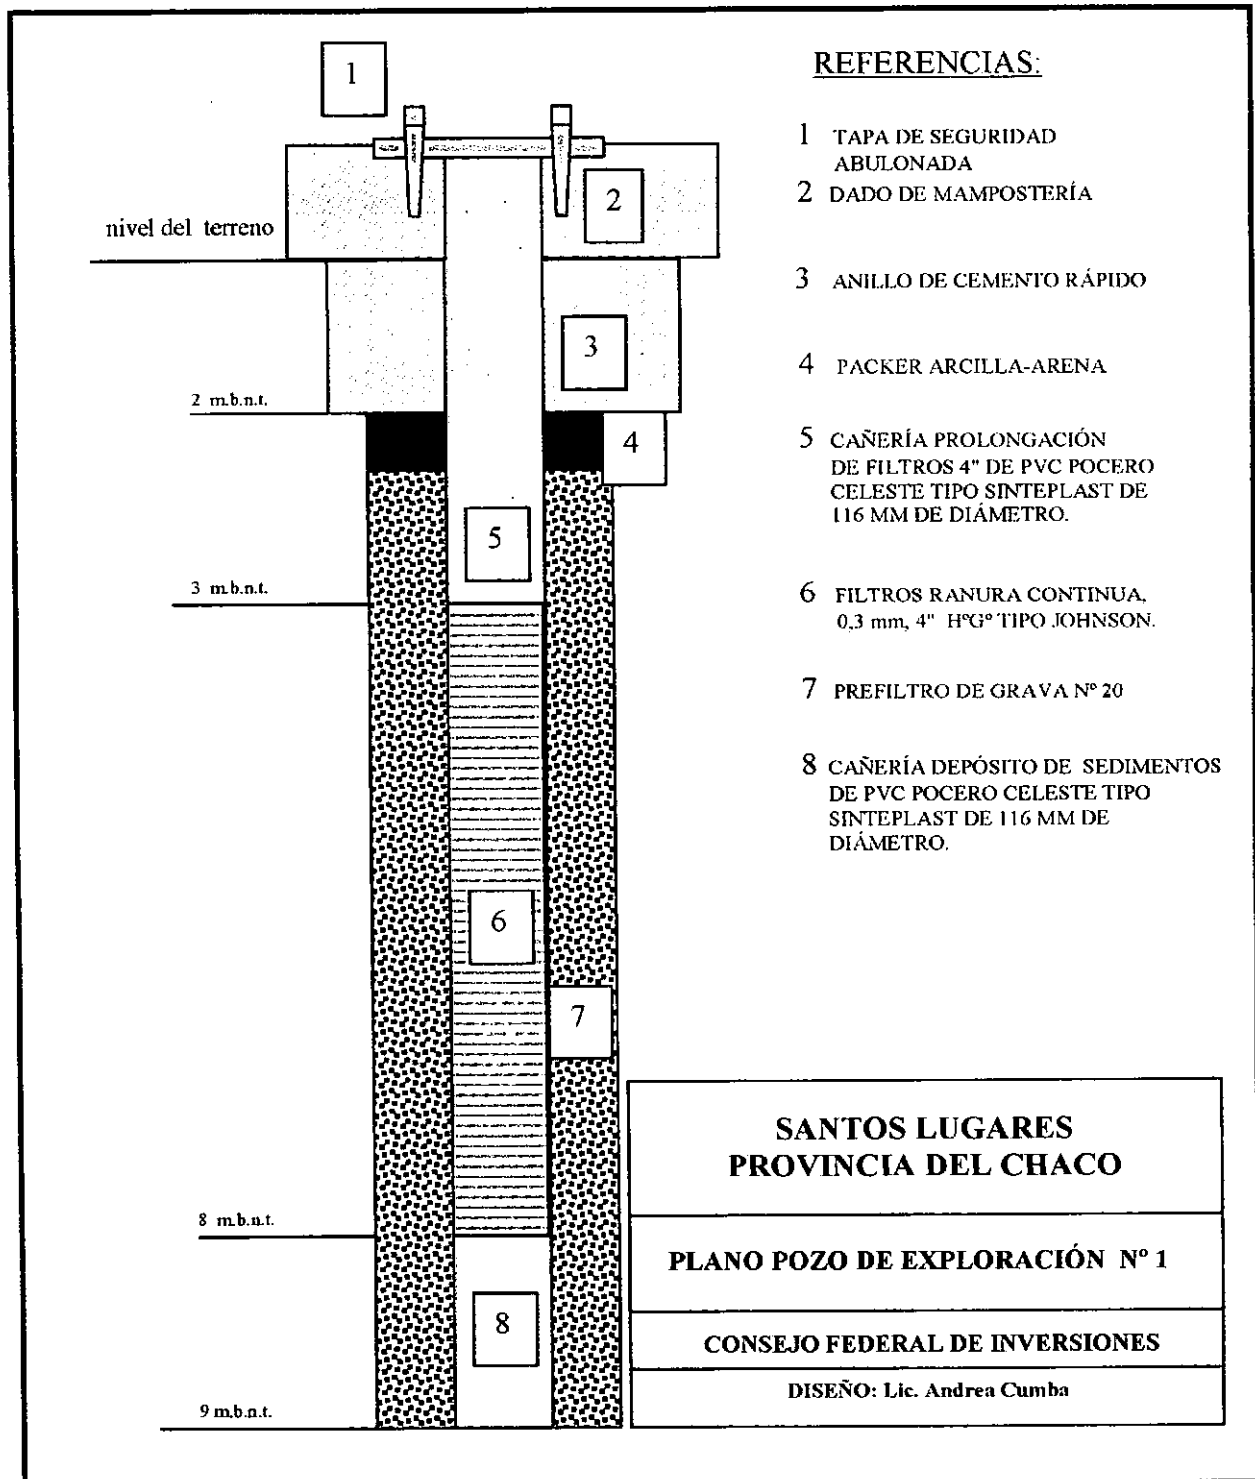 1
REFERENCIAS:
1 TAPA DE SEGURIDAD
ABULONADA
2 DADO DE MAMPOSTERÍA
2
nivel del terreno
3 ANILLO DE CEMENTO RÁPIDO
3
4 PACKER ARCILLA-ARENA
2 m.b.n.t.
4
5 CAÑERÍA PROLONGACIÓN
DE FILTROS 4" DE PVC POCERO
CELESTE TIPO SINTEPLAST DE
116 MM DE DIÁMETRO.
5
3 m.b.n.t.
6 FILTROS RANURA CONTINUA,
0,3 mm, 4" HºGº TIPO JOHNSON.
7 PREFILTRO DE GRAVA Nº 20
8 CAÑERÍA DEPÓSITO DE SEDIMENTOS
DE PVC POCERO CELESTE TIPO
SINTEPLAST DE 116 MM DE
DIÁMETRO.
6
7
SANTOS LUGARES
PROVINCIA DEL CHACO
8 m.b.n.t.
PLANO POZO DE EXPLORACIÓN Nº 1
8
CONSEJO FEDERAL DE INVERSIONES
DISEÑO: Lic. Andrea Cumba
9 m.b.n.t.